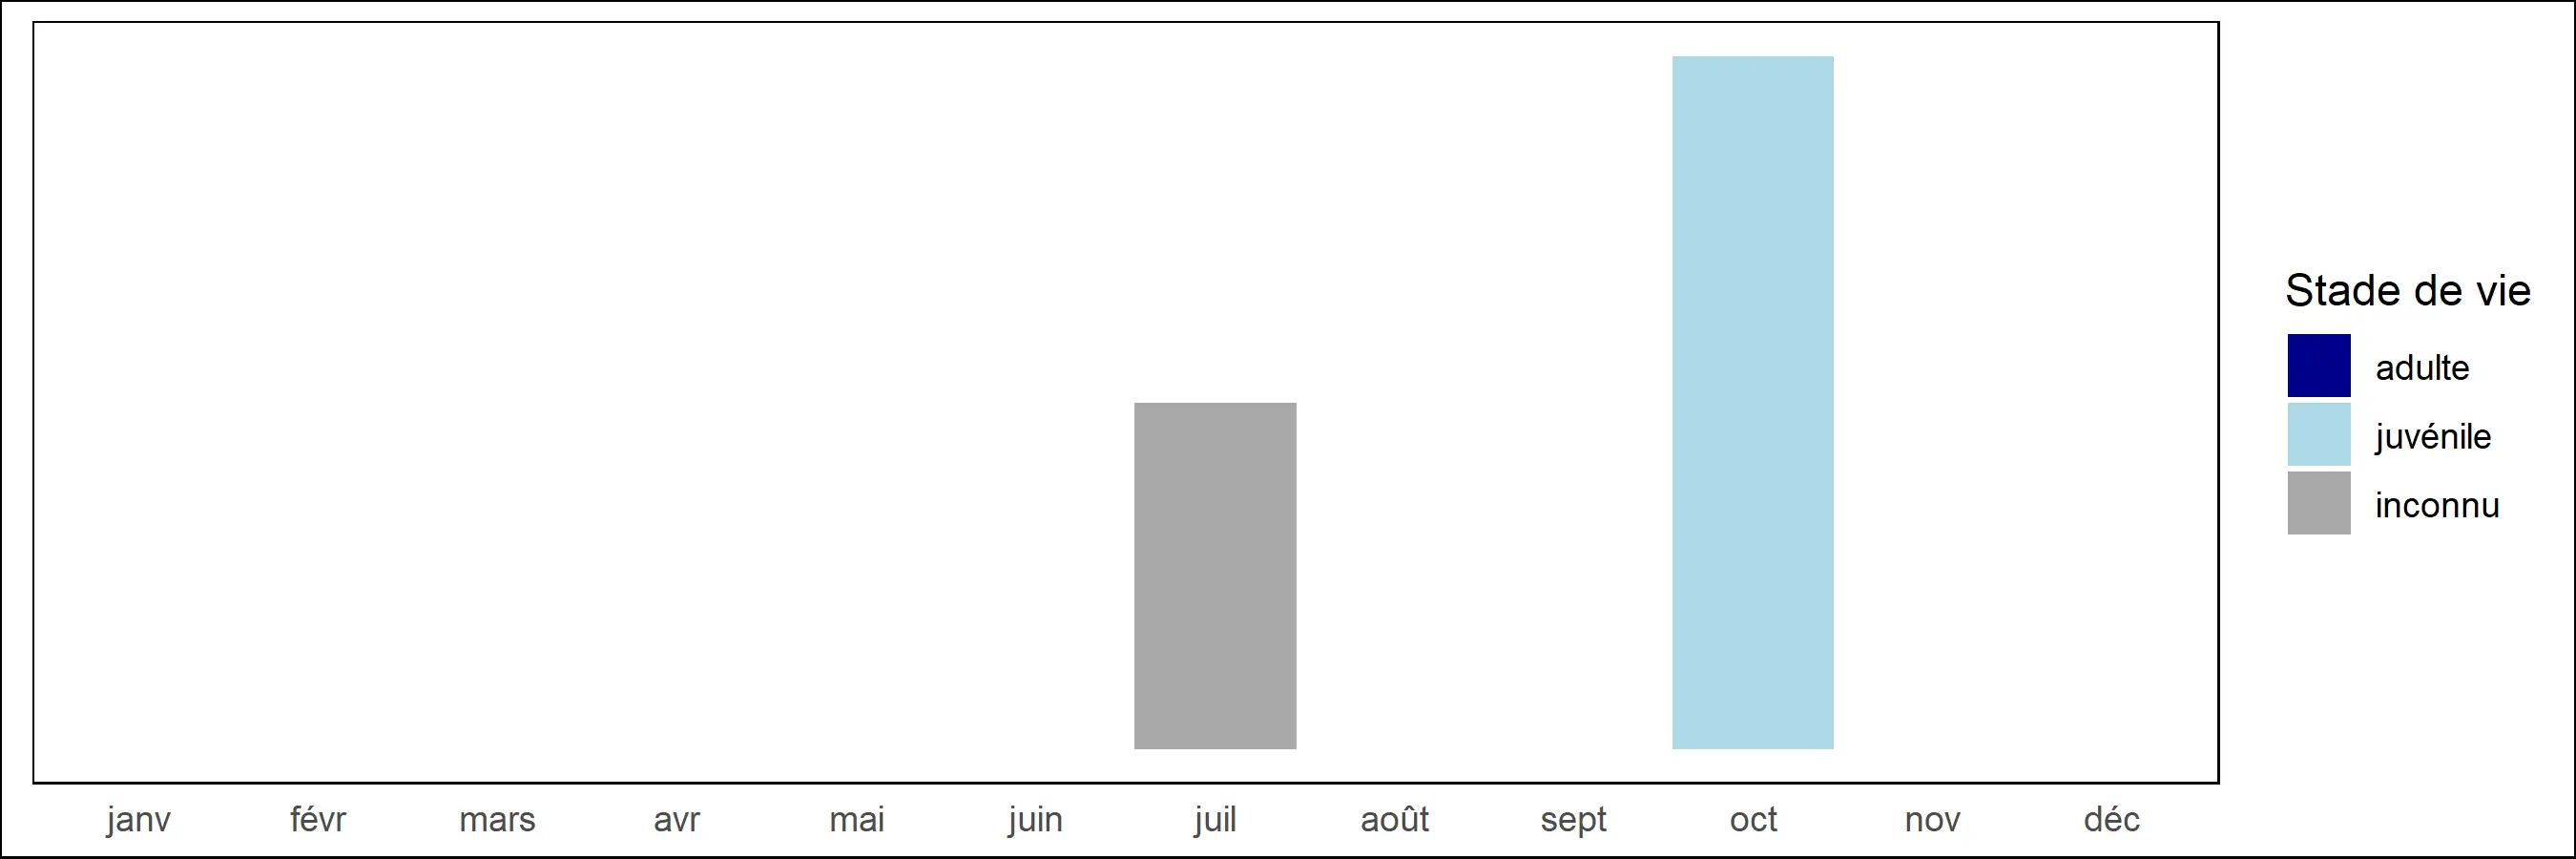 Stade de vie
adulte
juvénile
inconnu
janv févr mars avr mai juin juil août sept oct nov déc